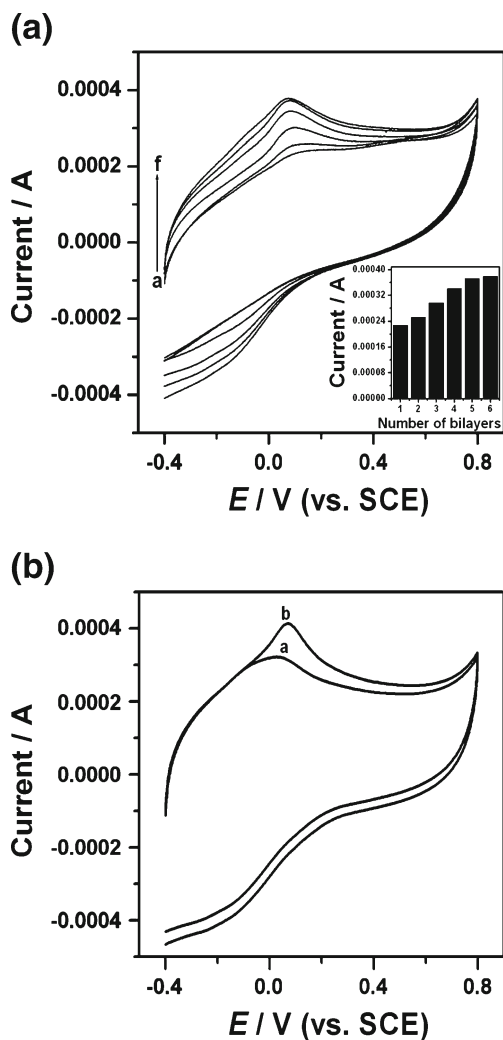 (a)
0.0004
0.0002
0.0000
-0.0002
-0.0004
Current / A
f
a
-0.4
0.0
0.4
0.8
E / V (vs. SCE)
0.00040
0.00032
0.00024
0.00016
0.00008
0.00000
Current / A
1 2 3 4 5 6
Number of bilayers
(b)
0.0004
0.0002
0.0000
-0.0002
-0.0004
Current / A
b
a
-0.4
0.0
0.4
0.8
E / V (vs. SCE)